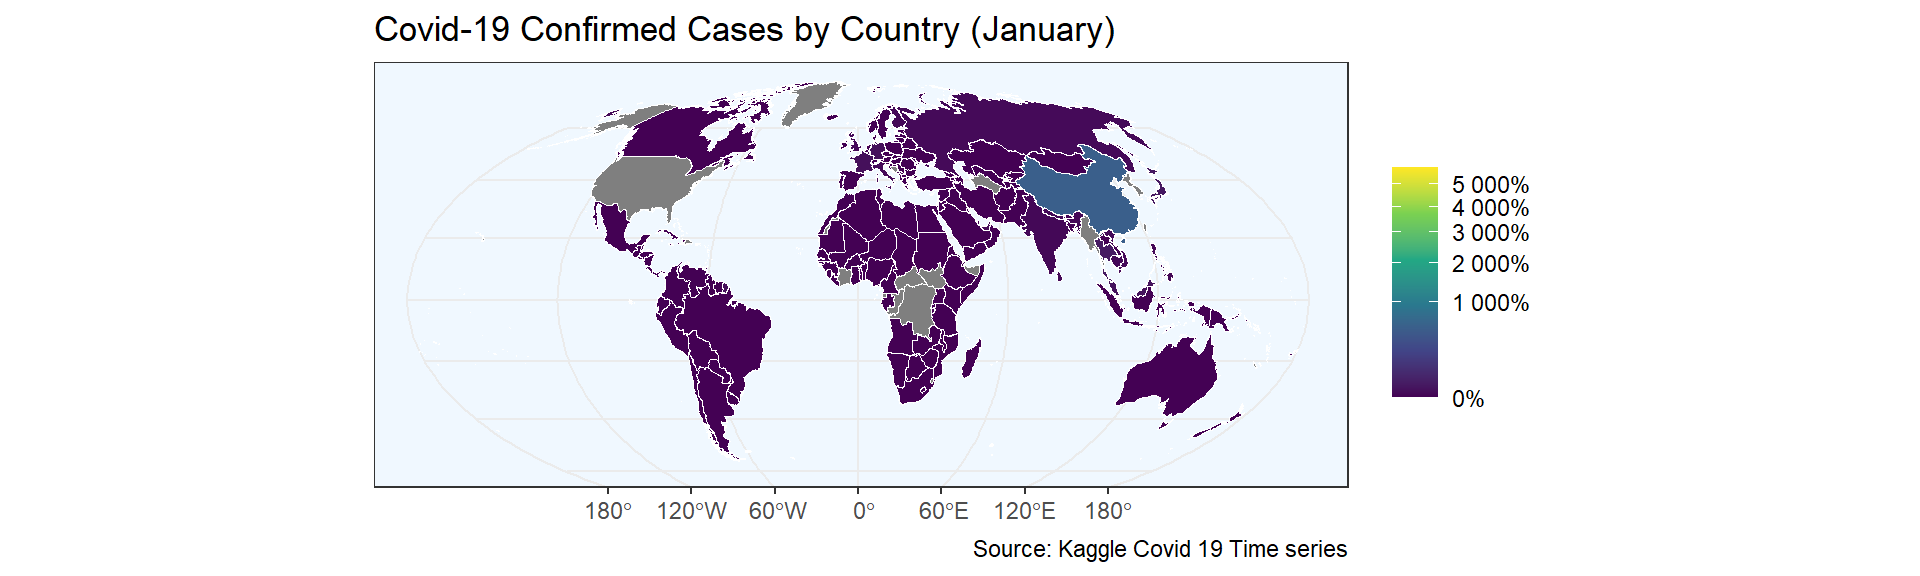 Covid-19 Confirmed Cases by Country (January)
5 000%
4 000%
3 000%
2 000%
1 000%
0%
180° 120°W 60°W 0° 60°E 120°E 180°
Source: Kaggle Covid 19 Time series